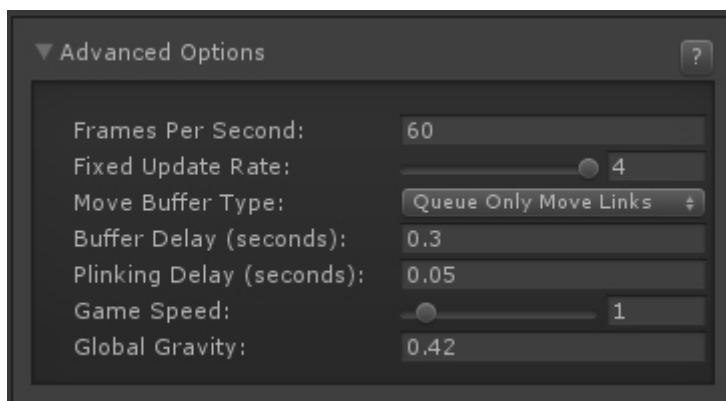 Advanced Options
?
Frames Per Second: 60
Fixed Update Rate: 4
Move Buffer Type: Queue Only Move Links
Buffer Delay (seconds): 0.3
Plinking Delay (seconds): 0.05
Game Speed: 1
Global Gravity: 0.42